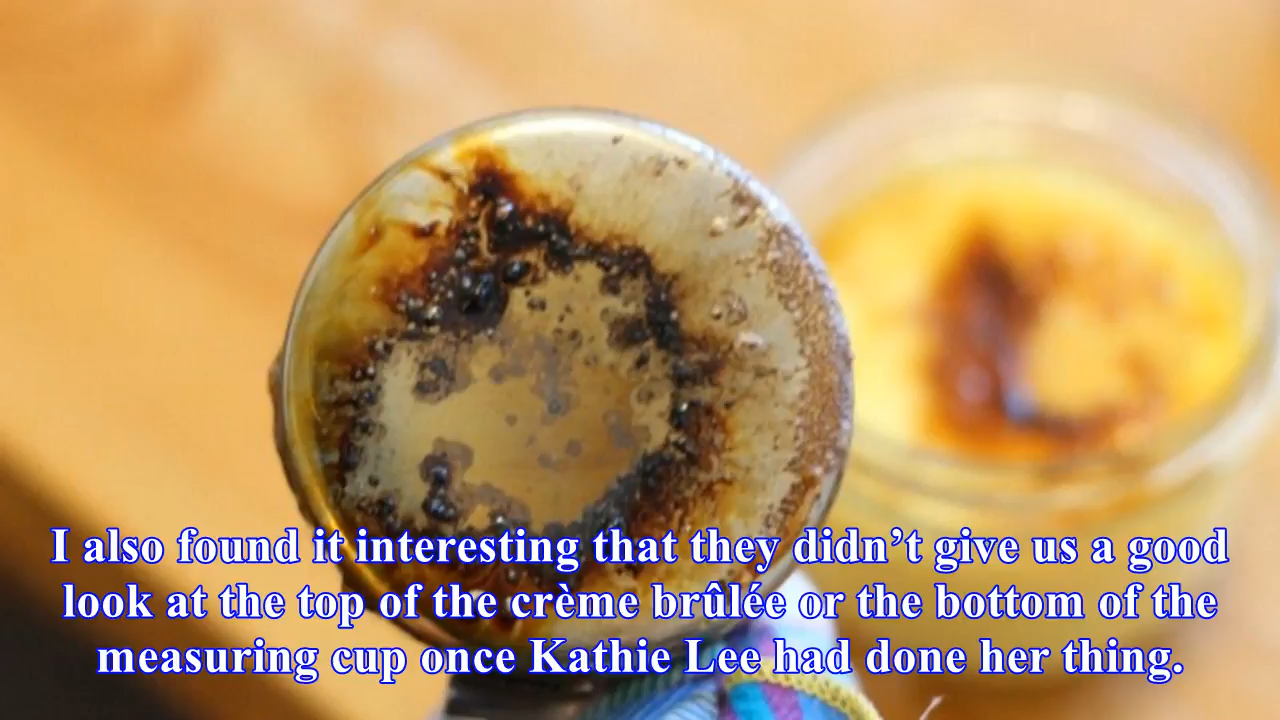 I also found it interesting that they didn’t give us a good
look at the top of the crème brûlée or the bottom of the
measuring cup once Kathie Lee had done her thing.